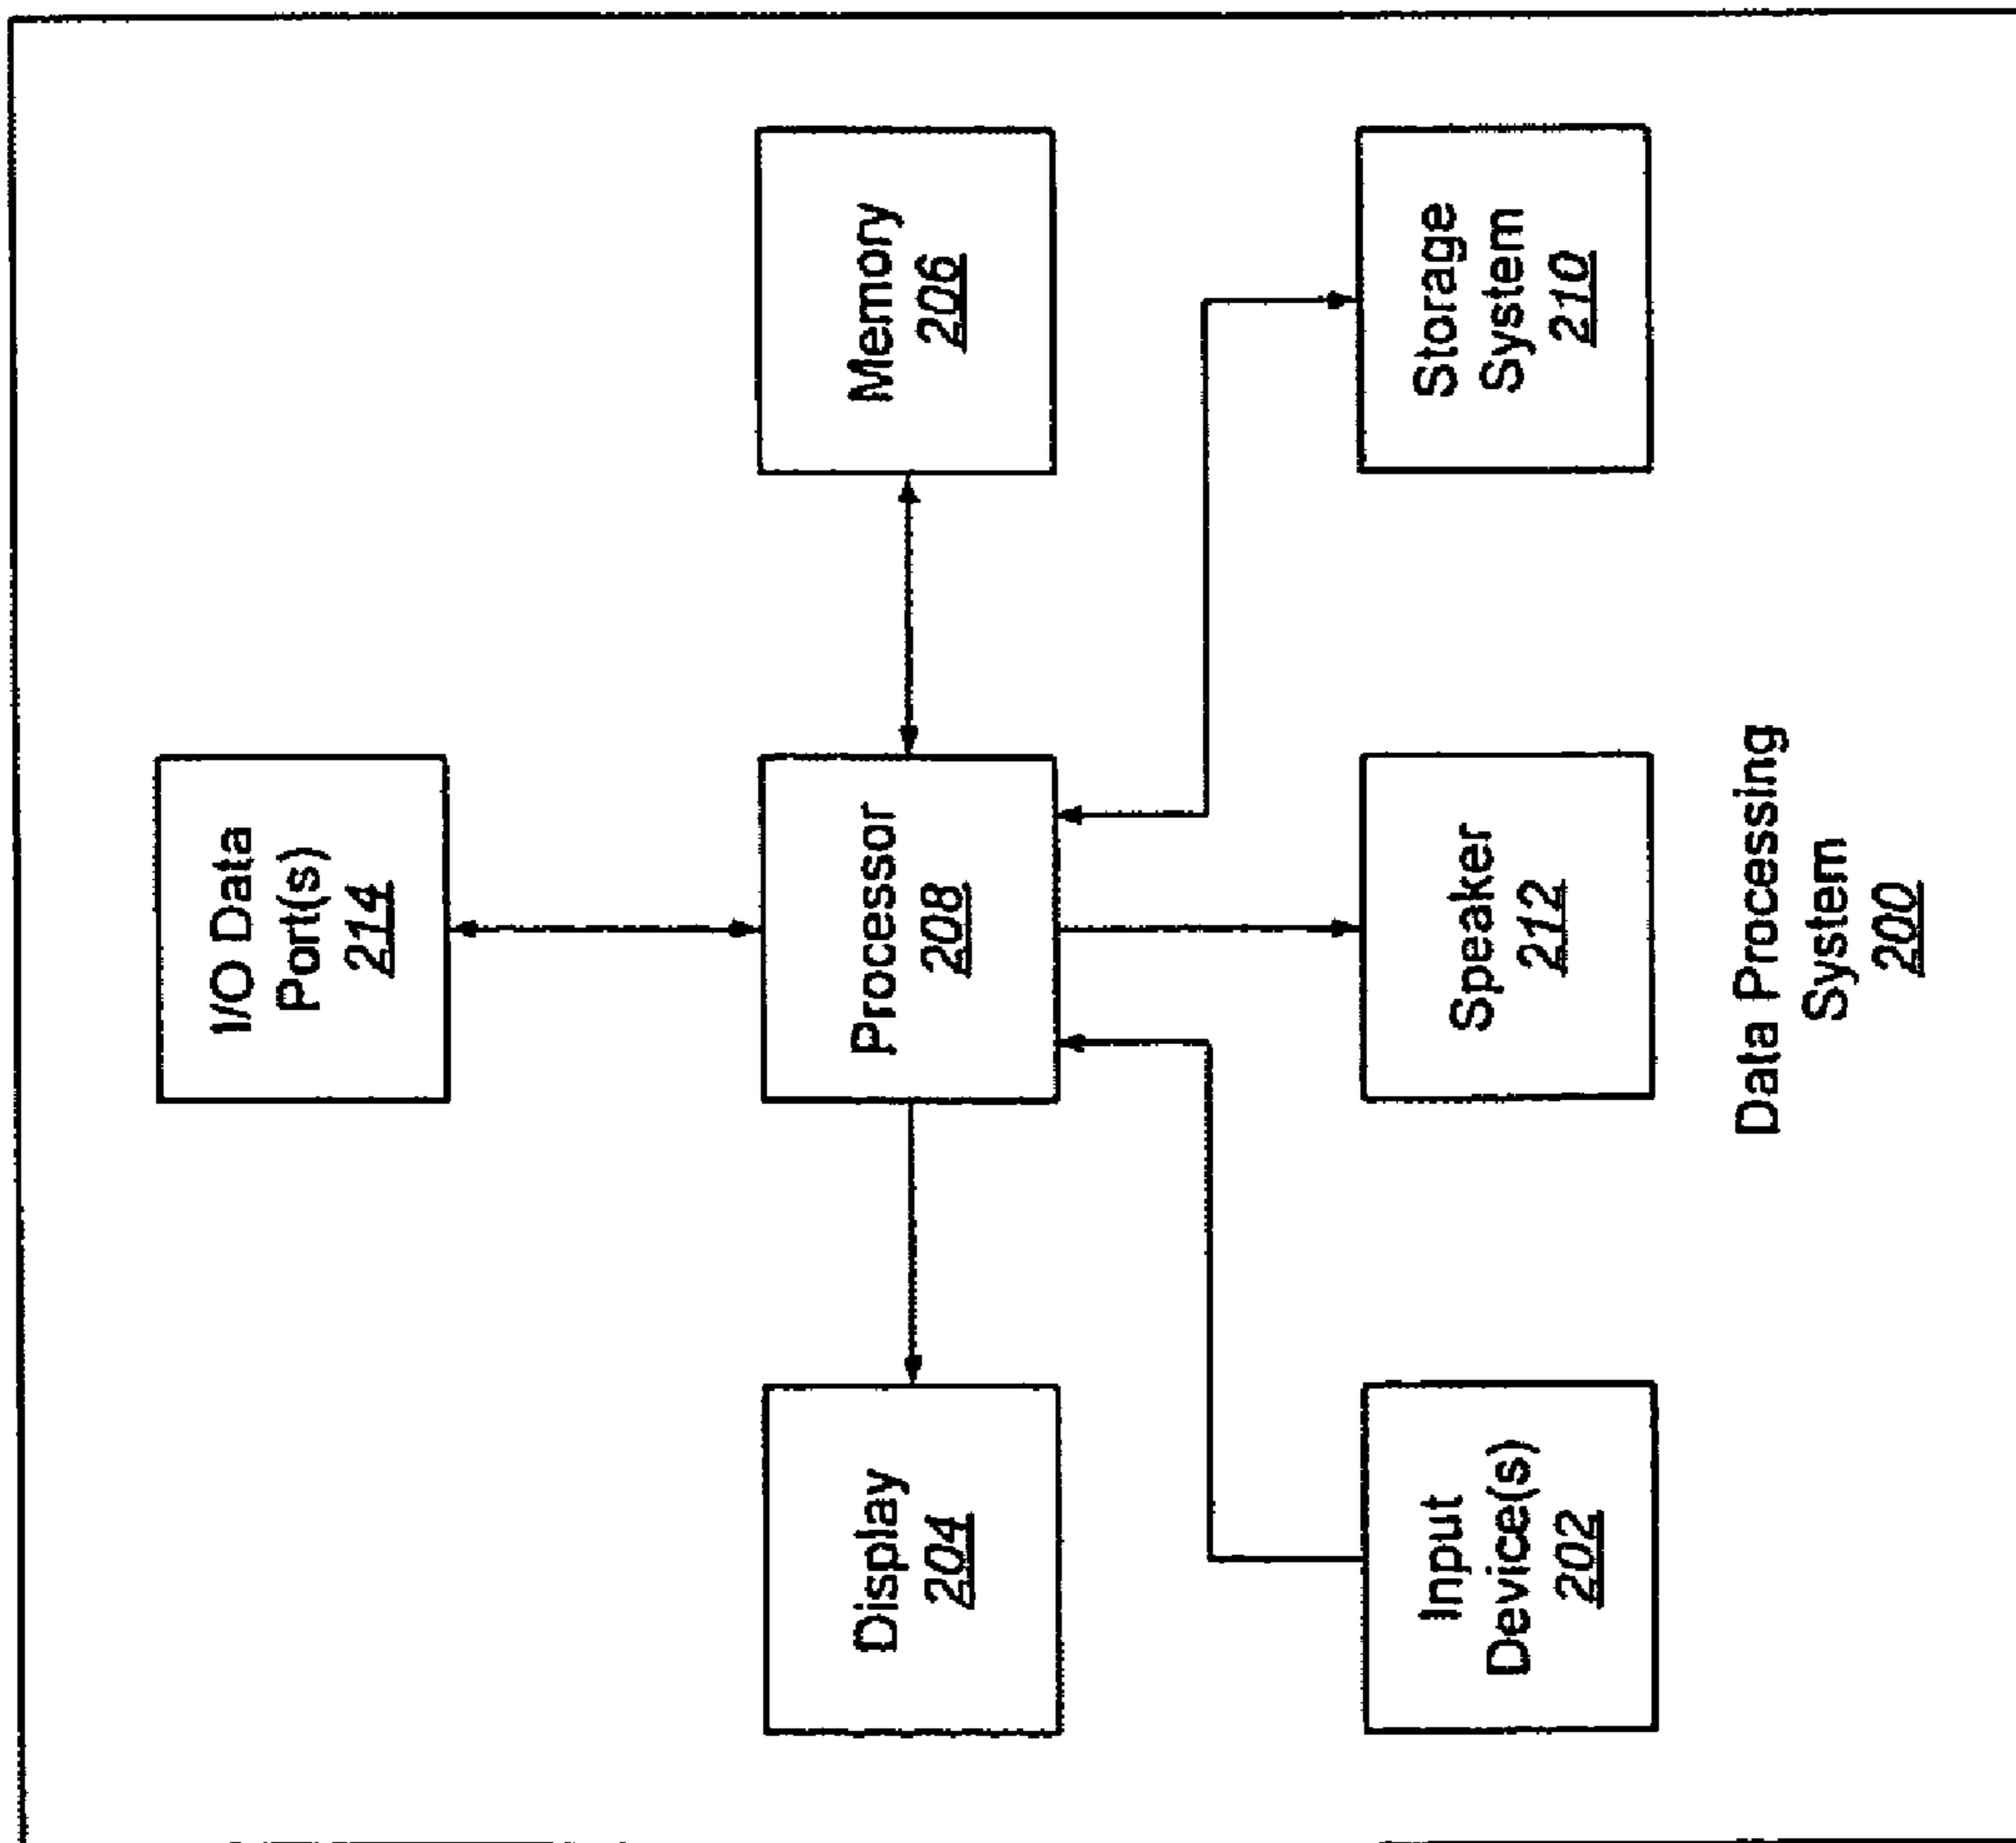 I/O Data
Port(s)
214
Display
204
Processor
208
Memory
206
Input
Device(s)
202
Speaker
212
Storage
System
210
Data Processing
System
200